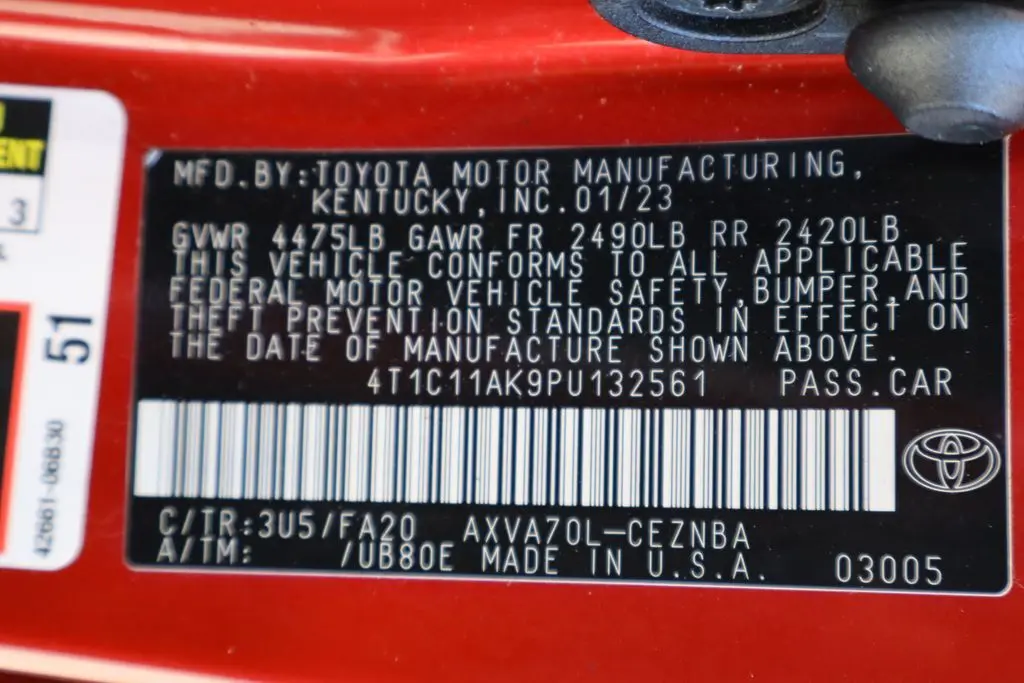 ENT
3
51
42661-06B30
MFD.BY:TOYOTA MOTOR MANUFACTURING,
KENTUCKY,INC.01/23
GVWR 4475LB GAWR FR 2490LB RR 2420LB
THIS VEHICLE CONFORMS TO ALL APPLICABLE
FEDERAL MOTOR VEHICLE SAFETY,BUMPER,AND
THEFT PREVENTION STANDARDS IN EFFECT ON
THE DATE OF MANUFACTURE SHOWN ABOVE.
4T1C11AK9PU132561 PASS.CAR
C/TR:3U5/FA20 AXVA70L-CEZNBA
A/TM: /UB80E MADE IN U.S.A. 03005